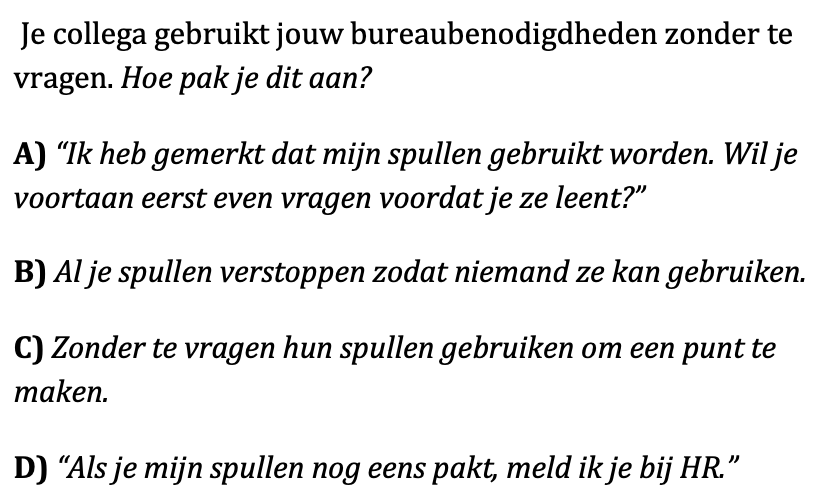 Je collega gebruikt jouw bureaubenodigdheden zonder te
vragen. Hoe pak je dit aan?
A) “Ik heb gemerkt dat mijn spullen gebruikt worden. Wil je
voortaan eerst even vragen voordat je ze leent?”
B) Al je spullen verstoppen zodat niemand ze kan gebruiken.
C) Zonder te vragen hun spullen gebruiken om een punt te
maken.
D) “Als je mijn spullen nog eens pakt, meld ik je bij HR.”